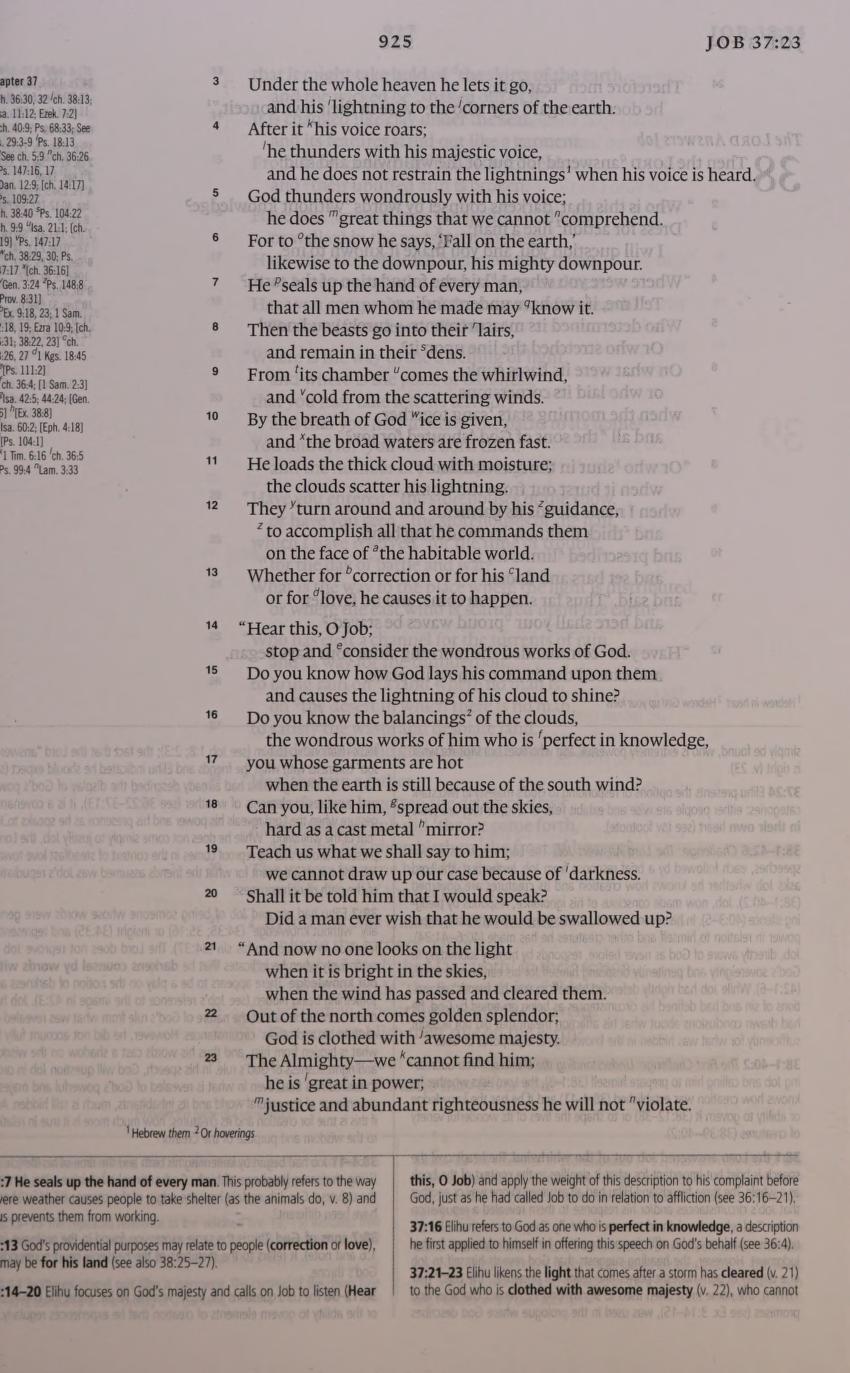 925
JOB 37:23
apter 37
h. 36:30, 32 ʲch. 38:13;
sa. 11:12; Ezek. 7:2]
ch. 40:9; Ps. 68:33; See
. 29:3-9 ˡPs. 18:13
See ch. 5:9 ⁿch. 36:26
Ps. 147:16, 17
Dan. 12:9; [ch. 14:17]
s. 109:27
h. 38:40 ˢPs. 104:22
h. 9:9 ᵘIsa. 21:1; [ch.
19] ᵛPs. 147:17
ʷch. 38:29, 30; Ps.
7:17 ˣ[ch. 36:16]
ʸGen. 3:24 ᶻPs. 148:8
Prov. 8:31]
ᵇEx. 9:18, 23; 1 Sam.
:18, 19; Ezra 10:9; [ch.
:31; 38:22, 23] ᶜch.
:26, 27 ᵈ1 Kgs. 18:45
ᵉ[Ps. 111:2]
ᶠch. 36:4; [1 Sam. 2:3]
ᵍIsa. 42:5; 44:24; [Gen.
6] ʰ[Ex. 38:8]
Isa. 60:2; [Eph. 4:18]
[Ps. 104:1]
ᵏ1 Tim. 6:16 ˡch. 36:5
Ps. 99:4 ⁿLam. 3:33
3 Under the whole heaven he lets it go,
and his ⁱlightning to the ʲcorners of the earth.
4 After it ᵏhis voice roars;
ˡhe thunders with his majestic voice,
and he does not restrain the lightnings¹ when his voice is heard.
5 God thunders wondrously with his voice;
he does ᵐgreat things that we cannot ⁿcomprehend.
6 For to ᵒthe snow he says, ‘Fall on the earth,’
likewise to the downpour, his mighty downpour.
7 He ᵖseals up the hand of every man,
that all men whom he made may ᑫknow it.
8 Then the beasts go into their ʳlairs,
and remain in their ˢdens.
9 From ᵗits chamber ᵘcomes the whirlwind,
and ᵛcold from the scattering winds.
10 By the breath of God ʷice is given,
and ˣthe broad waters are frozen fast.
11 He loads the thick cloud with moisture;
the clouds scatter his lightning.
12 They ʸturn around and around by his ᶻguidance,
ᶻto accomplish all that he commands them
on the face of ᵃthe habitable world.
13 Whether for ᵇcorrection or for his ᶜland
or for ᵈlove, he causes it to happen.
14 “Hear this, O Job;
stop and ᵉconsider the wondrous works of God.
15 Do you know how God lays his command upon them
and causes the lightning of his cloud to shine?
16 Do you know the balancings² of the clouds,
the wondrous works of him who is ᶠperfect in knowledge,
17 you whose garments are hot
when the earth is still because of the south wind?
18 Can you, like him, ᵍspread out the skies,
hard as a cast metal ʰmirror?
19 Teach us what we shall say to him;
we cannot draw up our case because of ⁱdarkness.
20 Shall it be told him that I would speak?
Did a man ever wish that he would be swallowed up?
21 “And now no one looks on the light
when it is bright in the skies,
when the wind has passed and cleared them.
22 Out of the north comes golden splendor;
God is clothed with ʲawesome majesty.
23 The Almighty—we ᵏcannot find him;
he is ˡgreat in power;
ᵐjustice and abundant righteousness he will not ⁿviolate.
¹ Hebrew them ² Or hoverings
:7 He seals up the hand of every man. This probably refers to the way
ere weather causes people to take shelter (as the animals do, v. 8) and
s prevents them from working.
:13 God's providential purposes may relate to people (correction or love),
may be for his land (see also 38:25–27).
:14–20 Elihu focuses on God's majesty and calls on Job to listen (Hear
this, O Job) and apply the weight of this description to his complaint before
God, just as he had called Job to do in relation to affliction (see 36:16–21).
37:16 Elihu refers to God as one who is perfect in knowledge, a description
he first applied to himself in offering this speech on God's behalf (see 36:4).
37:21–23 Elihu likens the light that comes after a storm has cleared (v. 21)
to the God who is clothed with awesome majesty (v. 22), who cannot